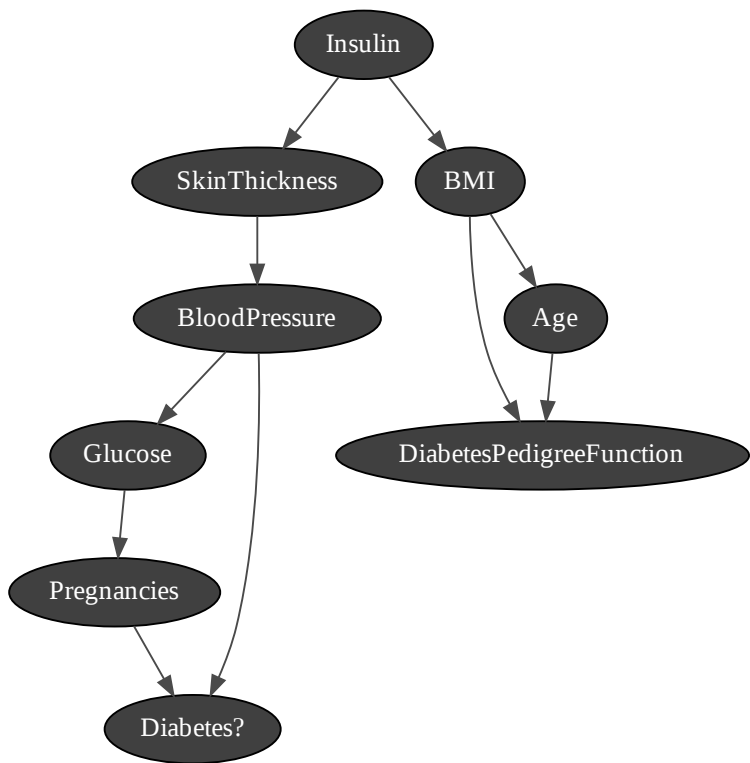 Insulin
SkinThickness
BMI
BloodPressure
Age
Glucose
DiabetesPedigreeFunction
Pregnancies
Diabetes?